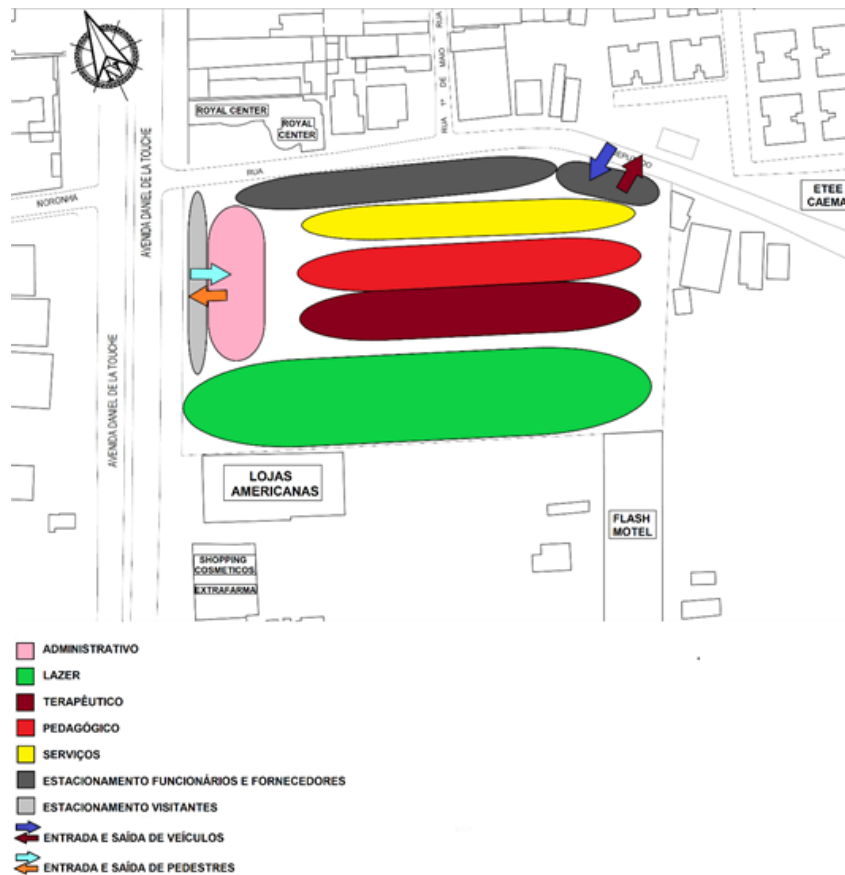 ROYAL CENTER
ROYAL
CENTER
RUA 1º DE MAIO
RUA
RUA
NORONHA
AVENIDA DANIEL DE LA TOUCHE
AVENIDA DANIEL DE LA TOUCHE
ETEE
CAEMA
LOJAS
AMERICANAS
FLASH
MOTEL
SHOPPING
COSMETICOS
EXTRAFARMA
ADMINISTRATIVO
LAZER
TERAPÊUTICO
PEDAGÓGICO
SERVIÇOS
ESTACIONAMENTO FUNCIONÁRIOS E FORNECEDORES
ESTACIONAMENTO VISITANTES
ENTRADA E SAÍDA DE VEÍCULOS
ENTRADA E SAÍDA DE PEDESTRES